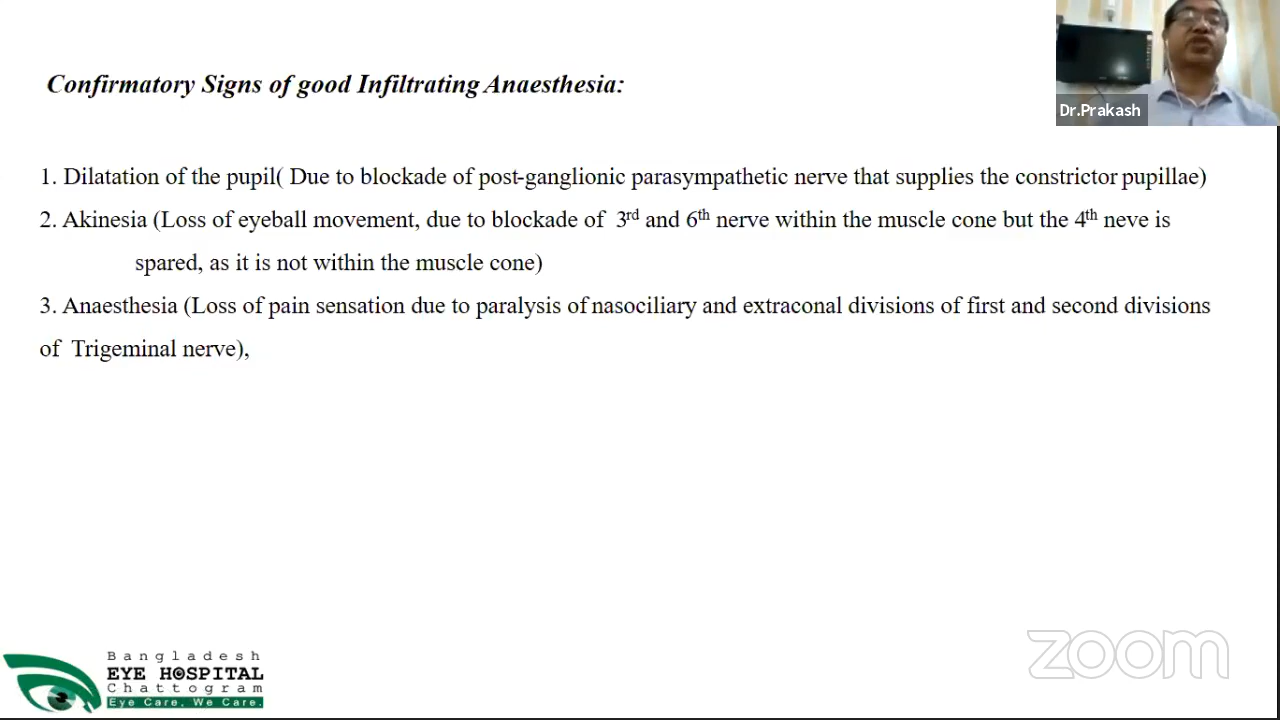 Confirmatory Signs of good Infiltrating Anaesthesia:
Dr.Prakash
1. Dilatation of the pupil( Due to blockade of post-ganglionic parasympathetic nerve that supplies the constrictor pupillae)
2. Akinesia (Loss of eyeball movement, due to blockade of 3rd and 6th nerve within the muscle cone but the 4th neve is
spared, as it is not within the muscle cone)
3. Anaesthesia (Loss of pain sensation due to paralysis of nasociliary and extraconal divisions of first and second divisions
of Trigeminal nerve),
Bangladesh
EYE HOSPITAL
Chattogram
Eye Care, We Care.
zoom